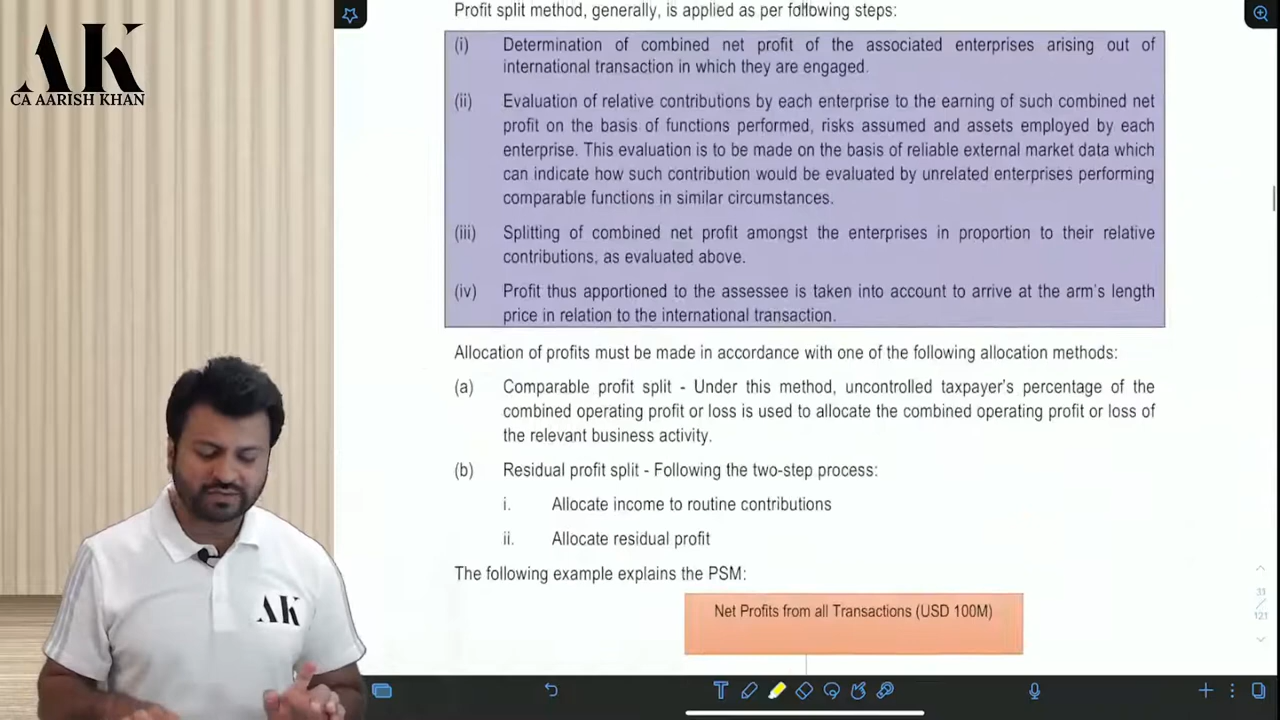 AK
CA AARISH KHAN
Profit split method, generally, is applied as per following steps:
(i) Determination of combined net profit of the associated enterprises arising out of
international transaction in which they are engaged.
(ii) Evaluation of relative contributions by each enterprise to the earning of such combined net
profit on the basis of functions performed, risks assumed and assets employed by each
enterprise. This evaluation is to be made on the basis of reliable external market data which
can indicate how such contribution would be evaluated by unrelated enterprises performing
comparable functions in similar circumstances.
(iii) Splitting of combined net profit amongst the enterprises in proportion to their relative
contributions, as evaluated above.
(iv) Profit thus apportioned to the assessee is taken into account to arrive at the arm's length
price in relation to the international transaction.
Allocation of profits must be made in accordance with one of the following allocation methods:
(a) Comparable profit split - Under this method, uncontrolled taxpayer's percentage of the
combined operating profit or loss is used to allocate the combined operating profit or loss of
the relevant business activity.
(b) Residual profit split - Following the two-step process:
i. Allocate income to routine contributions
ii. Allocate residual profit
The following example explains the PSM:
Net Profits from all Transactions (USD 100M)
31
/
121
AK
T